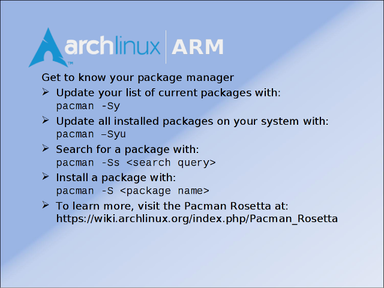 archlinux ARM
Get to know your package manager
➢ Update your list of current packages with:
pacman -Sy
➢ Update all installed packages on your system with:
pacman –Syu
➢ Search for a package with:
pacman -Ss <search query>
➢ Install a package with:
pacman -S <package name>
➢ To learn more, visit the Pacman Rosetta at:
https://wiki.archlinux.org/index.php/Pacman_Rosetta